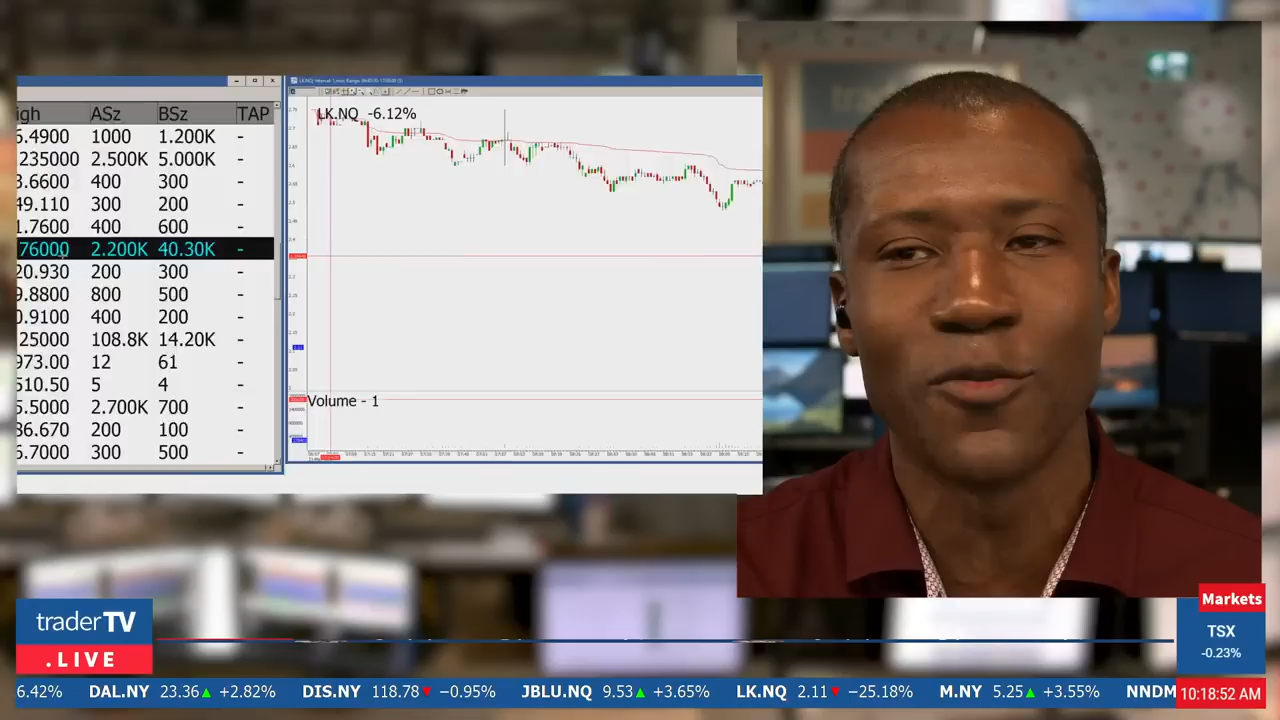 igh ASz BSz TAP
6.4900 1000 1.200K -
.235000 2.500K 5.000K -
3.6600 400 300 -
49.110 300 200 -
1.7600 400 600 -
76000 2.200K 40.30K -
20.930 200 300 -
9.8800 800 500 -
0.9100 400 200 -
25000 108.8K 14.20K -
973.00 12 61 -
510.50 5 4 -
5.5000 2.700K 700 -
86.670 200 100 -
6.7000 300 500 -
LK.NQ -6.12%
Volume - 1
traderTV
.LIVE
Markets
TSX
-0.23%
6.42% DAL.NY 23.36▲ +2.82% DIS.NY 118.78▼ −0.95% JBLU.NQ 9.53▲ +3.65% LK.NQ 2.11▼ −25.18% M.NY 5.25▲ +3.55% NNDM
10:18:52 AM